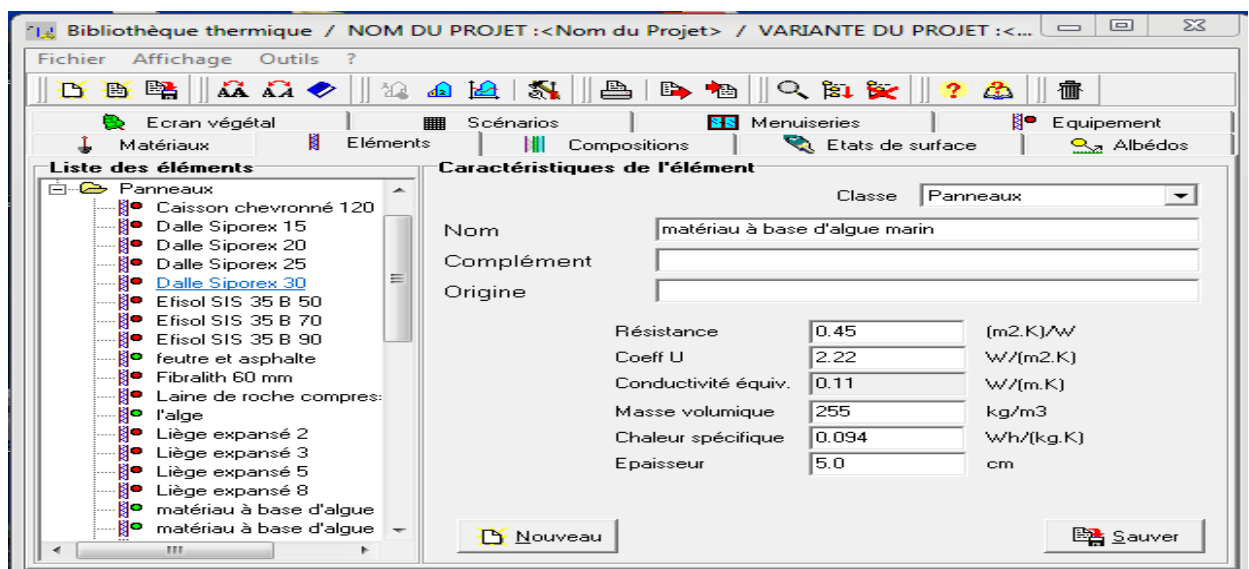 Bibliothèque thermique / NOM DU PROJET :<Nom du Projet> / VARIANTE DU PROJET :<...
Fichier Affichage Outils ?
Ecran végétal Scénarios Menuiseries Equipement
Matériaux Eléments Compositions Etats de surface Albédos
Liste des éléments
Panneaux
Caisson chevronné 120
Dalle Siporex 15
Dalle Siporex 20
Dalle Siporex 25
Dalle Siporex 30
Efisol SIS 35 B 50
Efisol SIS 35 B 70
Efisol SIS 35 B 90
feutre et asphalte
Fibralith 60 mm
Laine de roche compres
l'alge
Liège expansé 2
Liège expansé 3
Liège expansé 5
Liège expansé 8
matériau à base d'algue
matériau à base d'algue
Caractéristiques de l'élément
Classe Panneaux
Nom matériau à base d'algue marin
Complément
Origine
Résistance 0.45 (m2.K)/W
Coeff U 2.22 W/(m2.K)
Conductivité équiv. 0.11 W/(m.K)
Masse volumique 255 kg/m3
Chaleur spécifique 0.094 Wh/(kg.K)
Epaisseur 5.0 cm
Nouveau Sauver